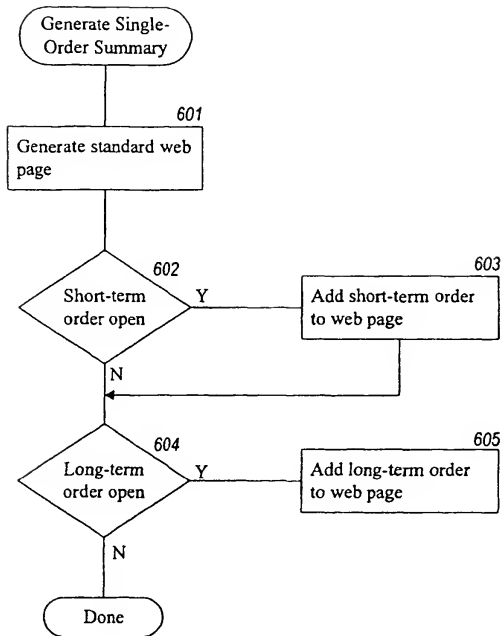 Generate Single-
Order Summary
601
Generate standard web
page
602
Short-term
order open
Y
N
603
Add short-term order
to web page
604
Long-term
order open
Y
N
605
Add long-term order
to web page
Done